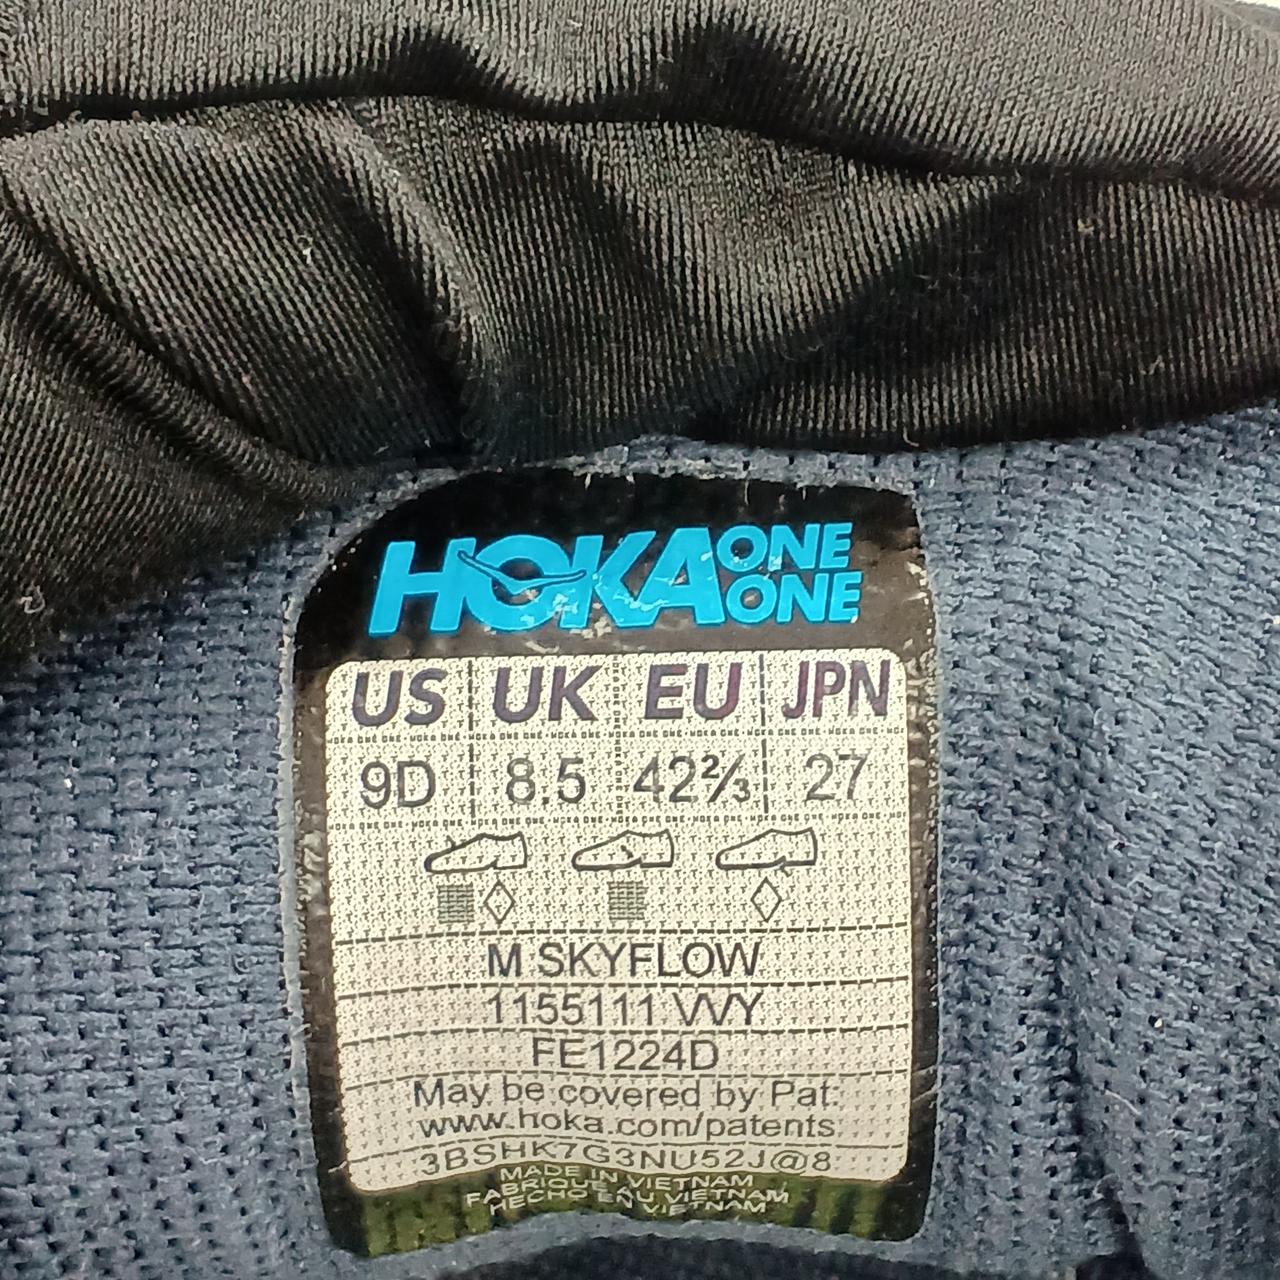 HOKA ONE ONE
US UK EU JPN
9D 8.5 42⅔ 27
M SKYFLOW
1155111 VVY
FE1224D
May be covered by Pat:
www.hoka.com/patents
3BSHK7G3NU52J@8
MADE IN VIETNAM
FABRIQUE AU VIETNAM
HECHO EN VIETNAM